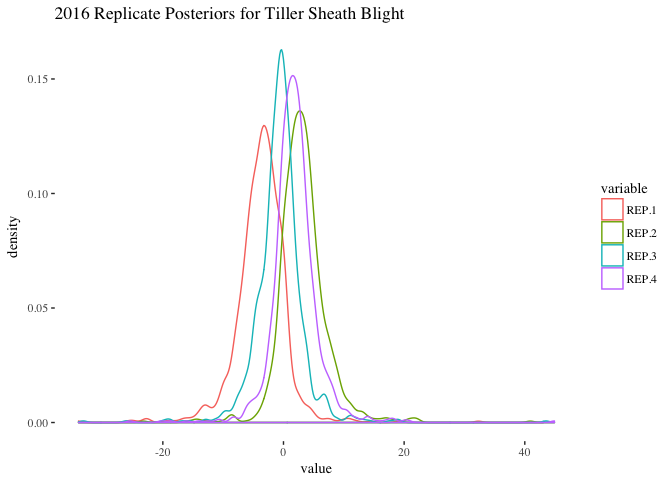 2016 Replicate Posteriors for Tiller Sheath Blight
0.15
0.10
0.05
0.00
density
-20
0
20
40
value
variable
REP.1
REP.2
REP.3
REP.4